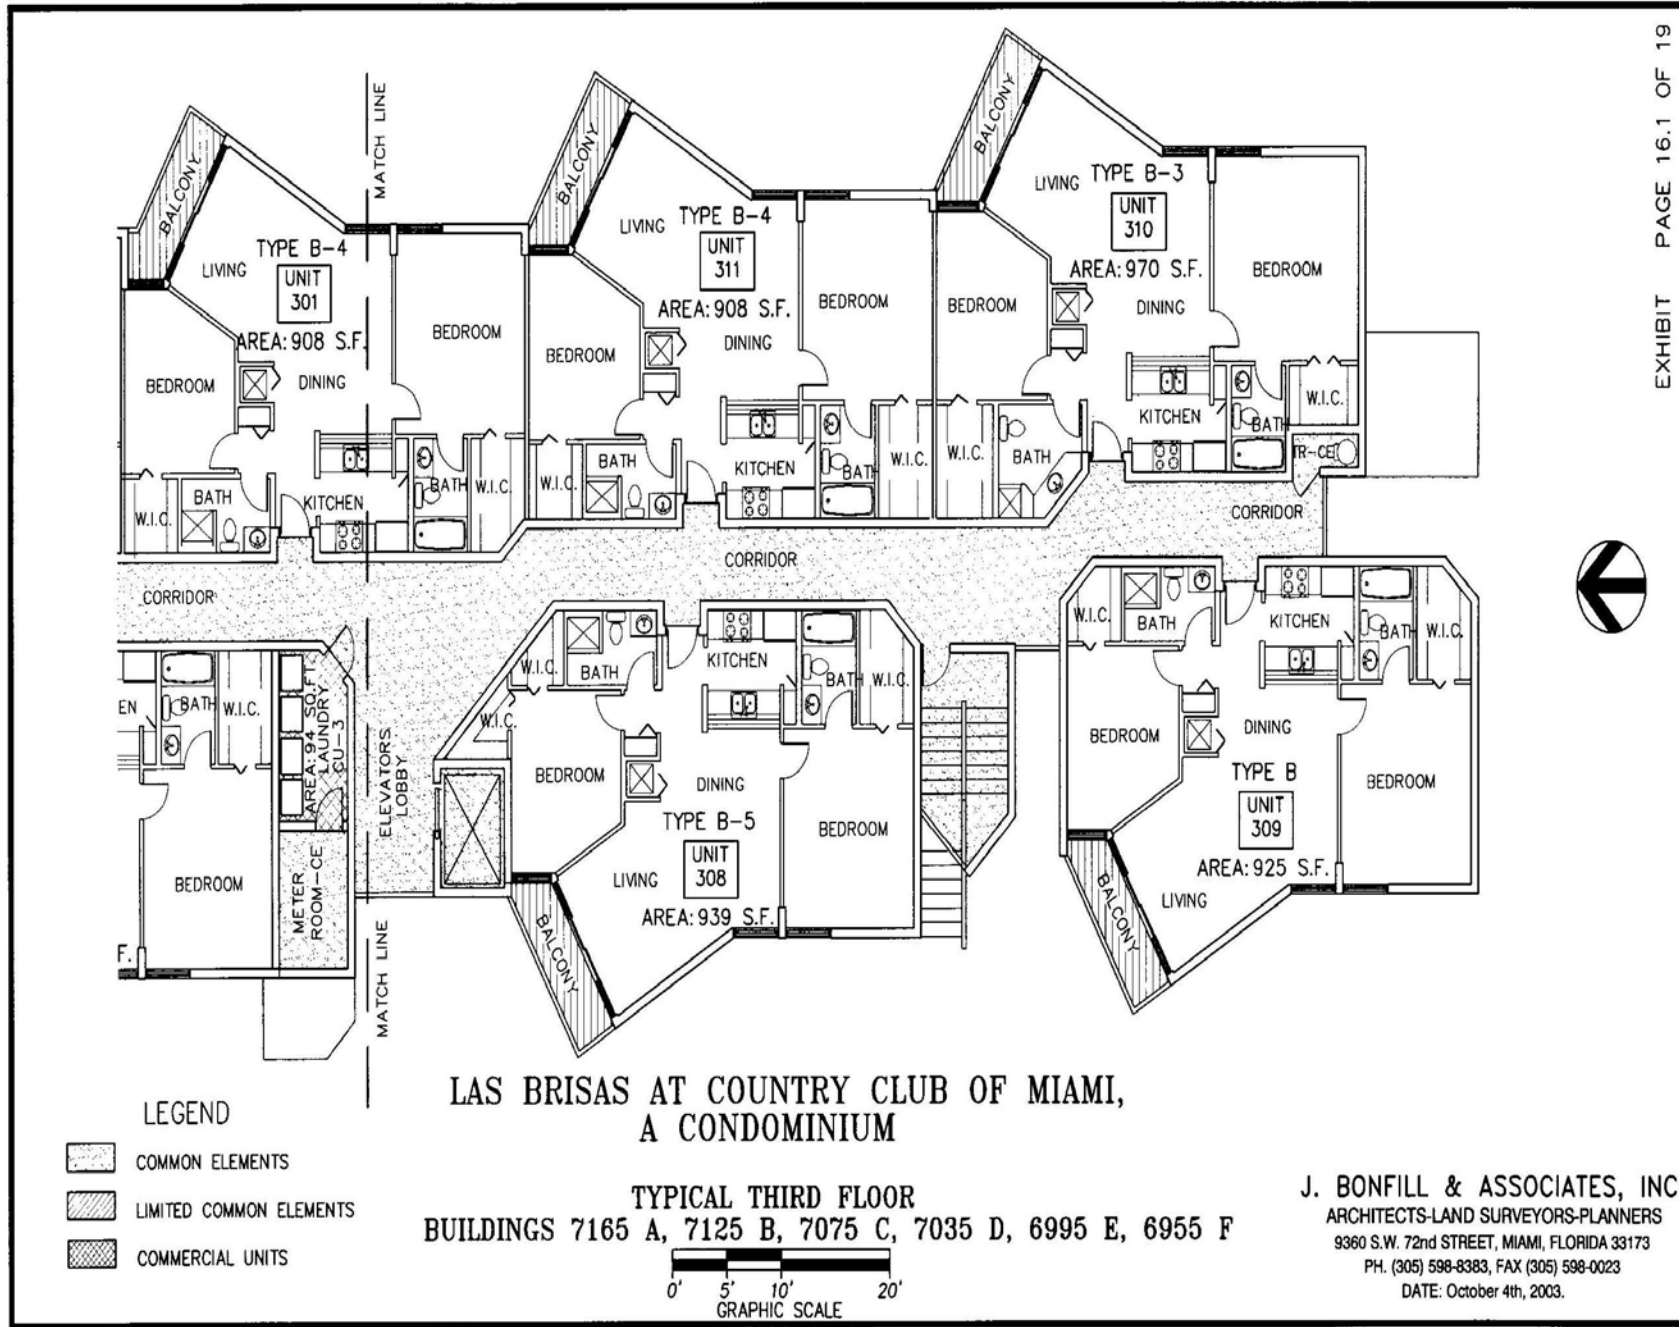 EXHIBIT PAGE 16.1 OF 19
MATCH LINE
BALCONY
LIVING
TYPE B-4
UNIT
301
AREA: 908 S.F.
BEDROOM
BEDROOM
DINING
KITCHEN
BATH
W.I.C.
BATH
W.I.C.
BALCONY
LIVING
TYPE B-4
UNIT
311
AREA: 908 S.F.
BEDROOM
BEDROOM
DINING
KITCHEN
BATH
W.I.C.
BATH
W.I.C.
BALCONY
LIVING
TYPE B-3
UNIT
310
AREA: 970 S.F.
BEDROOM
BEDROOM
DINING
KITCHEN
BATH
W.I.C.
BATH
W.I.C.
TR-CE
CORRIDOR
CORRIDOR
CORRIDOR
EN
BATH
W.I.C.
BEDROOM
F.
AREA: 94 SQ.FT
LAUNDRY
CU-3
METER
ROOM-CE
ELEVATORS
LOBBY
MATCH LINE
W.I.C.
W.I.C.
BATH
KITCHEN
BATH
W.I.C.
BEDROOM
DINING
TYPE B-5
UNIT
308
AREA: 939 S.F.
BEDROOM
LIVING
BALCONY
W.I.C.
BATH
KITCHEN
BATH
W.I.C.
BEDROOM
DINING
TYPE B
UNIT
309
AREA: 925 S.F.
BEDROOM
LIVING
BALCONY
LAS BRISAS AT COUNTRY CLUB OF MIAMI,
A CONDOMINIUM
TYPICAL THIRD FLOOR
BUILDINGS 7165 A, 7125 B, 7075 C, 7035 D, 6995 E, 6955 F
0' 5' 10' 20'
GRAPHIC SCALE
LEGEND
COMMON ELEMENTS
LIMITED COMMON ELEMENTS
COMMERCIAL UNITS
J. BONFILL & ASSOCIATES, INC
ARCHITECTS-LAND SURVEYORS-PLANNERS
9360 S.W. 72nd STREET, MIAMI, FLORIDA 33173
PH. (305) 598-8383, FAX (305) 598-0023
DATE: October 4th, 2003.